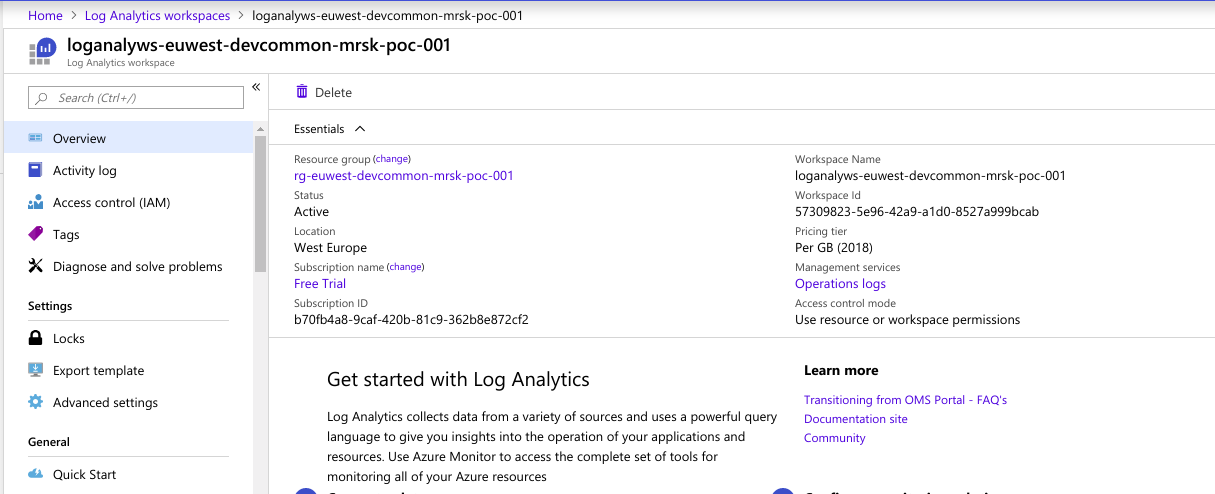 Home > Log Analytics workspaces > loganalyws-euwest-devcommon-mrsk-poc-001
loganalyws-euwest-devcommon-mrsk-poc-001
Log Analytics workspace
Search (Ctrl+/)
«
Overview
Activity log
Access control (IAM)
Tags
Diagnose and solve problems
Settings
Locks
Export template
Advanced settings
General
Quick Start
Delete
Essentials
Resource group (change)
rg-euwest-devcommon-mrsk-poc-001
Status
Active
Location
West Europe
Subscription name (change)
Free Trial
Subscription ID
b70fb4a8-9caf-420b-81c9-362b8e872cf2
Workspace Name
loganalyws-euwest-devcommon-mrsk-poc-001
Workspace Id
57309823-5e96-42a9-a1d0-8527a999bcab
Pricing tier
Per GB (2018)
Management services
Operations logs
Access control mode
Use resource or workspace permissions
Get started with Log Analytics
Log Analytics collects data from a variety of sources and uses a powerful query
language to give you insights into the operation of your applications and
resources. Use Azure Monitor to access the complete set of tools for
monitoring all of your Azure resources
Learn more
Transitioning from OMS Portal - FAQ's
Documentation site
Community